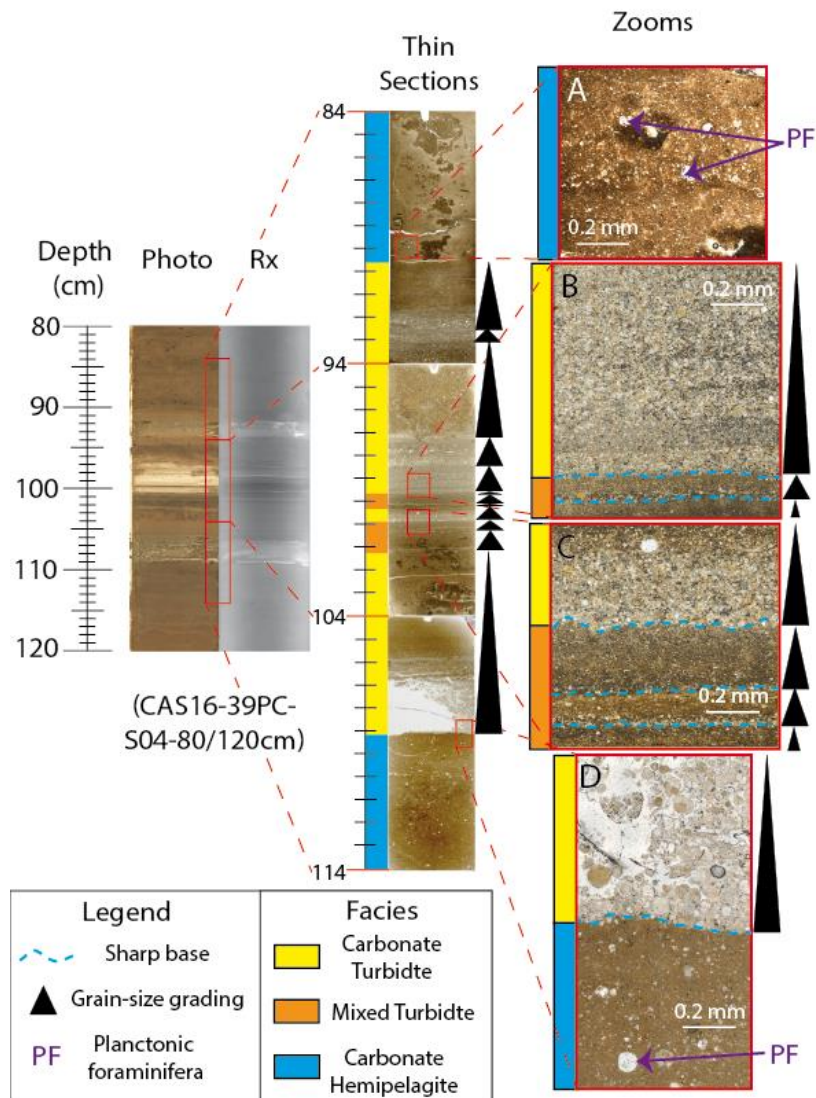 Zooms
Thin
Sections
84
A
PF
0.2 mm
Depth
(cm)
Photo
Rx
B
0.2 mm
80
94
90
100
C
110
0.2 mm
120
104
(CAS16-39PC-
S04-80/120cm)
D
114
0.2 mm
PF
Legend
Sharp base
Grain-size grading
PF
Planctonic
foraminifera
Facies
Carbonate
Turbidte
Mixed Turbidte
Carbonate
Hemipelagite